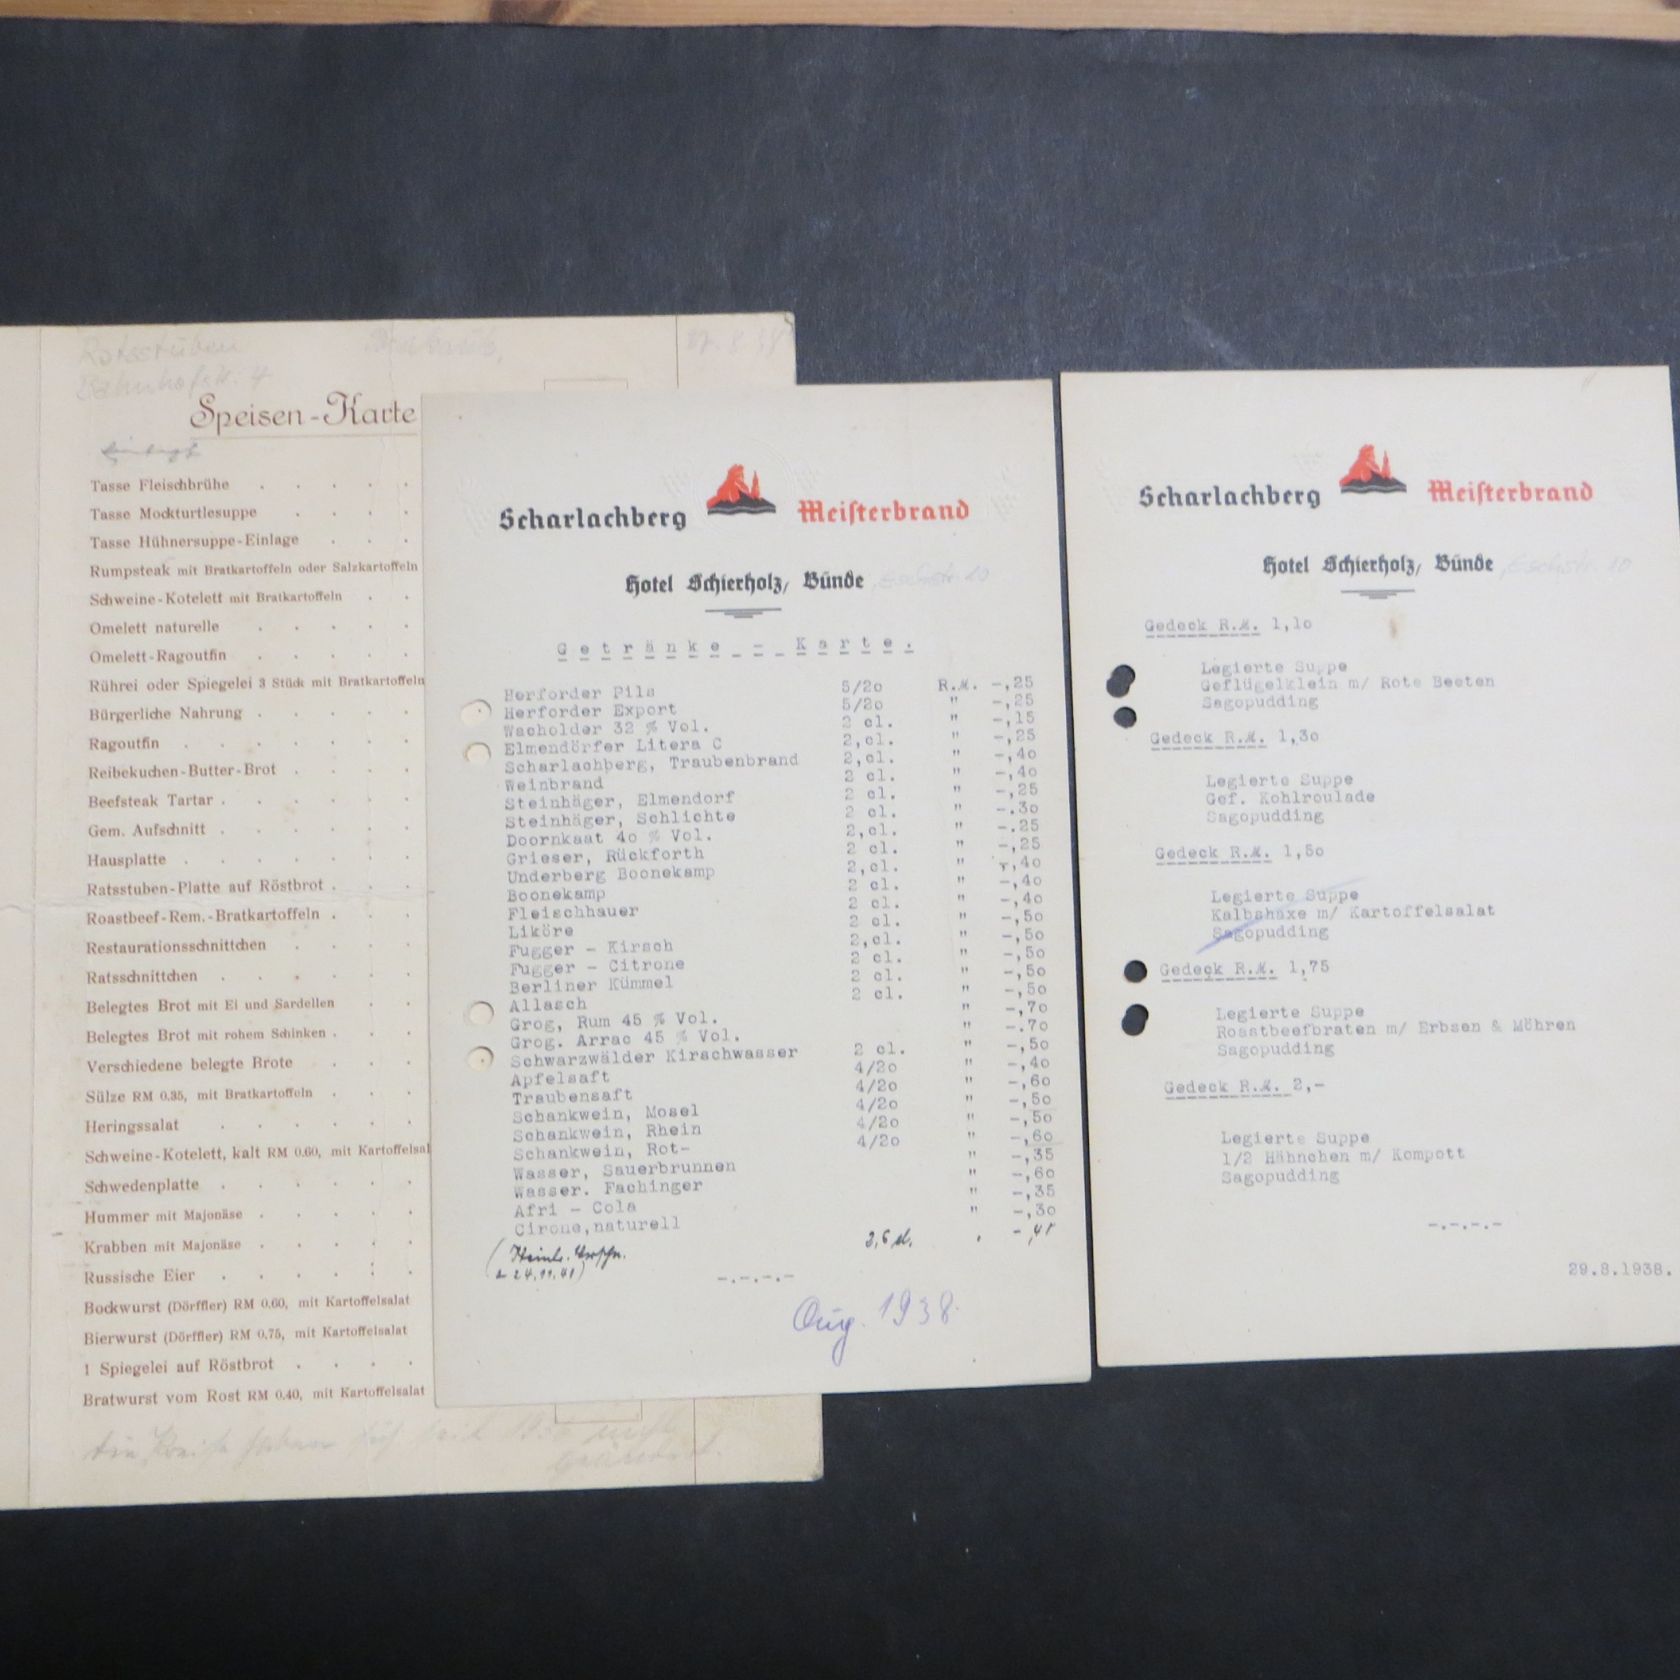 Ratsstuben
Bahnhofstr. 4
Speisen-Karte
Tasse Fleischbrühe . . . . .
Tasse Mockturtlesuppe . . . .
Tasse Hühnersuppe-Einlage . . .
Rumpsteak mit Bratkartoffeln oder Salzkartoffeln
Schweine-Kotelett mit Bratkartoffeln . .
Omelett naturelle . . . . .
Omelett-Ragoutfin . . . . .
Rührei oder Spiegelei 3 Stück mit Bratkartoffeln
Bürgerliche Nahrung . . . . .
Ragoutfin . . . . . . .
Reibekuchen-Butter-Brot . . . .
Beefsteak Tartar . . . . . .
Gem. Aufschnitt . . . . . .
Hausplatte . . . . . . .
Ratsstuben-Platte auf Röstbrot . . .
Roastbeef-Rem.-Bratkartoffeln . . .
Restaurationsschnittchen . . . .
Ratsschnittchen . . . . . .
Belegtes Brot mit Ei und Sardellen . .
Belegtes Brot mit rohem Schinken . . .
Verschiedene belegte Brote . . .
Sülze RM 0.35, mit Bratkartoffeln . . .
Heringssalat . . . . . .
Schweine-Kotelett, kalt RM 0.60, mit Kartoffelsal
Schwedenplatte . . . . . .
Hummer mit Majonäse . . . . .
Krabben mit Majonäse . . . . .
Russische Eier . . . . . .
Bockwurst (Dörffler) RM 0.60, mit Kartoffelsalat
Bierwurst (Dörffler) RM 0.75, mit Kartoffelsalat
1 Spiegelei auf Röstbrot . . . .
Bratwurst vom Rost RM 0.40, mit Kartoffelsalat
Scharlachberg Meisterbrand
Hotel Schierholz, Bünde, Eschstr. 10
Getränke - Karte.
Herforder Pils 5/20 R.M. -,25
Herforder Export 5/20 " -,25
Wacholder 32 % Vol. 2 cl. " -,15
Elmendörfer Litera C 2,cl. " -,25
Scharlachberg, Traubenbrand 2,cl. " -,40
Weinbrand 2 cl. " -,40
Steinhäger, Elmendorf 2 cl. " -,25
Steinhäger, Schlichte 2 cl. " -.30
Doornkaat 40 % Vol. 2,cl. " -.25
Grieser, Rückforth 2 cl. " -,25
Underberg Boonekamp 2,cl. " -,40
Boonekamp 2 cl. " -,40
Fleischhauer 2 cl. " -,40
Liköre 2 cl. " -,50
Fugger - Kirsch 2,cl. " -,50
Fugger - Citrone 2 cl. " -,50
Berliner Kümmel 2 cl. " -,50
Allasch 2 cl. " -,50
Grog, Rum 45 % Vol. " -,70
Grog. Arrac 45 % Vol. " -.70
Schwarzwälder Kirschwasser 2 cl. " -,50
Apfelsaft 4/20 " -,40
Traubensaft 4/20 " -,60
Schankwein, Mosel 4/20 " -,50
Schankwein, Rhein 4/20 " -,50
Schankwein, Rot- 4/20 " -,60
Wasser, Sauerbrunnen " -,35
Wasser. Fachinger " -,60
Afri - Cola " -,35
Cirone,naturell " -,30
24.11.41)
-.-.-.-
Aug. 1938.
Scharlachberg Meisterbrand
Hotel Schierholz, Bünde, Eschstr. 10
Gedeck R.M. 1,10
Legierte Suppe
Geflügelklein m/ Rote Beeten
Sagopudding
Gedeck R.M. 1,30
Legierte Suppe
Gef. Kohlroulade
Sagopudding
Gedeck R.M. 1,50
Legierte Suppe
Kalbshaxe m/ Kartoffelsalat
Sagopudding
Gedeck R.M. 1,75
Legierte Suppe
Roastbeefbraten m/ Erbsen & Möhren
Sagopudding
Gedeck R.M. 2,-
Legierte Suppe
1/2 Hähnchen m/ Kompott
Sagopudding
-.-.-.-
29.8.1938.